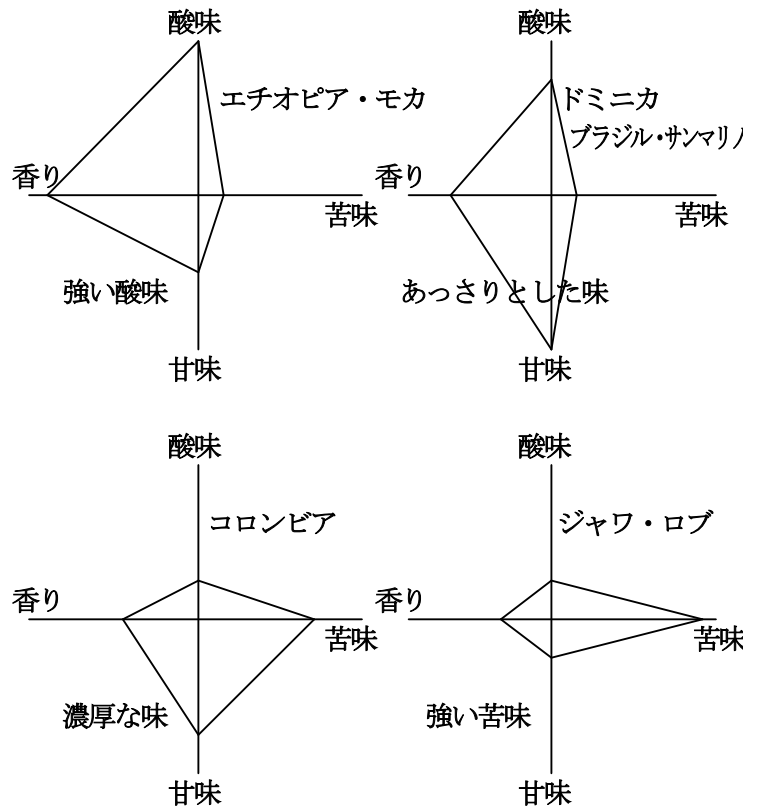 酸味
エチオピア・モカ
香り
苦味
強い酸味
甘味
酸味
ドミニカ
ブラジル・サンマリノ
香り
苦味
あっさりとした味
甘味
酸味
コロンビア
香り
苦味
濃厚な味
甘味
酸味
ジャワ・ロブ
香り
苦味
強い苦味
甘味